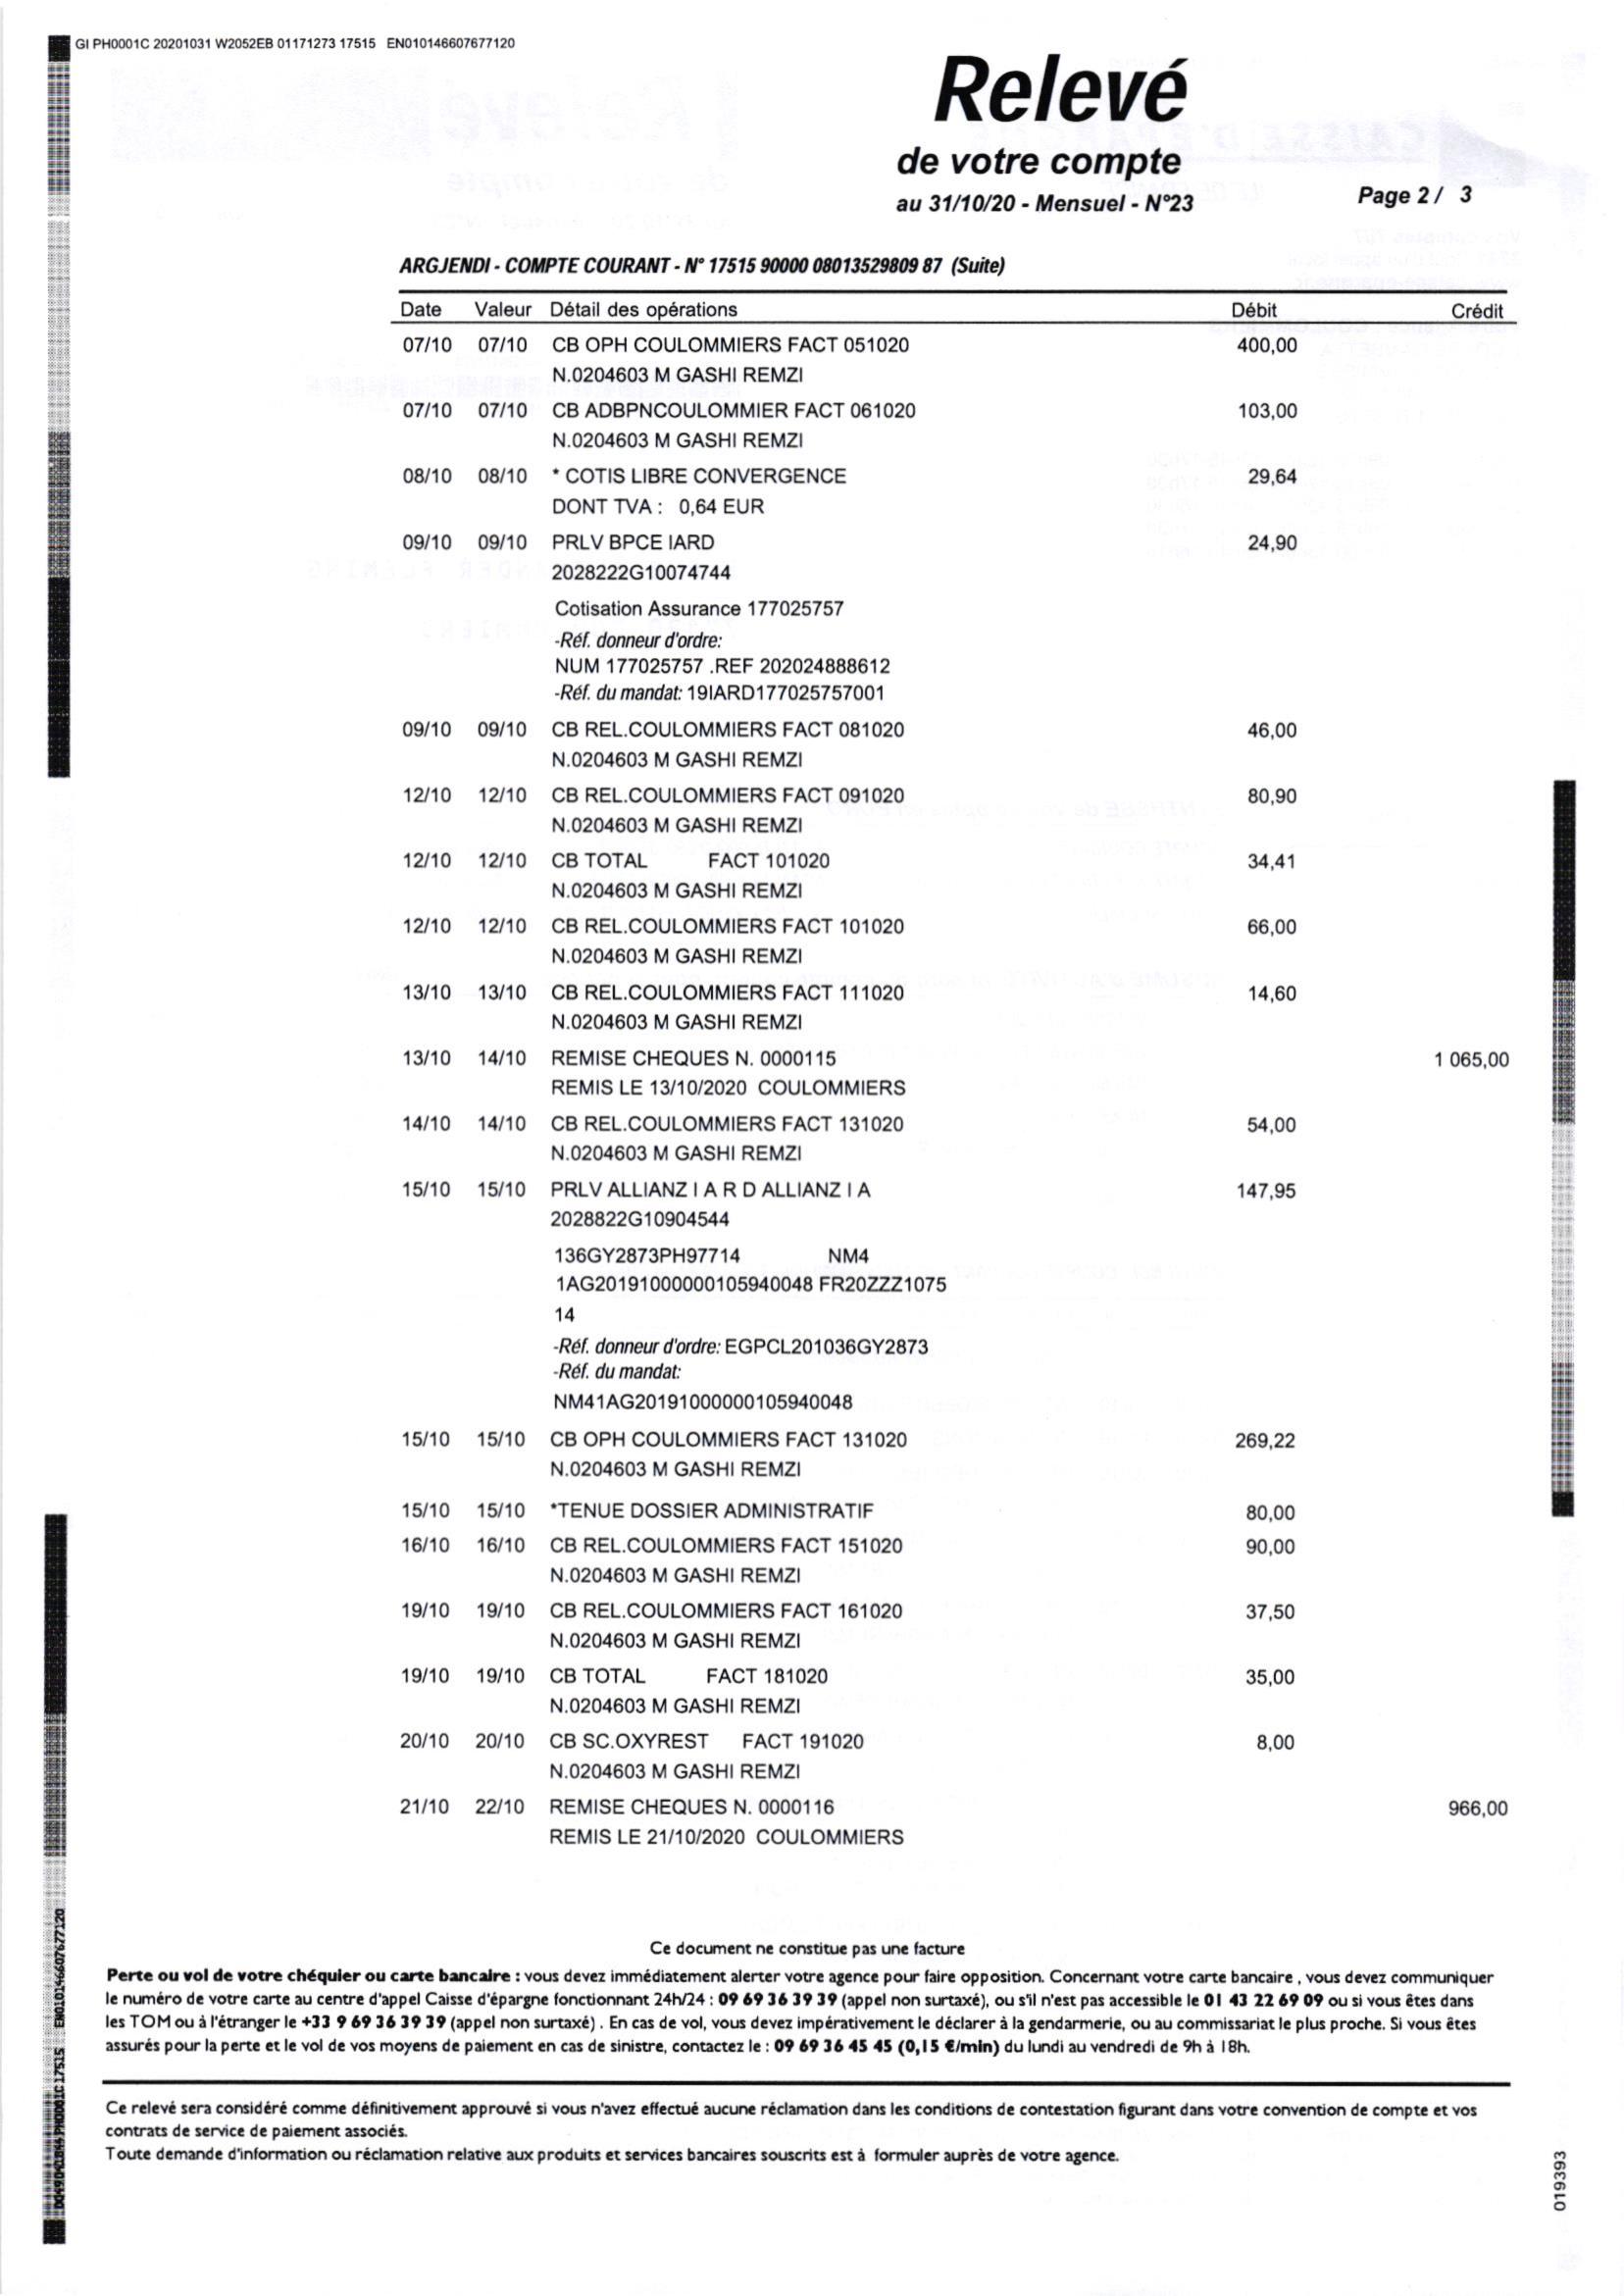 GI PH0001C 20201031 W2052EB 01171273 17515 EN010146607677120
Relevé
de votre compte
au 31/10/20 - Mensuel - N°23
Page 2 / 3
ARGJENDI - COMPTE COURANT - N° 17515 90000 08013529809 87 (Suite)
Date Valeur Détail des opérations Débit Crédit
07/10 07/10 CB OPH COULOMMIERS FACT 051020 400,00
N.0204603 M GASHI REMZI
07/10 07/10 CB ADBPNCOULOMMIER FACT 061020 103,00
N.0204603 M GASHI REMZI
08/10 08/10 * COTIS LIBRE CONVERGENCE 29,64
DONT TVA : 0,64 EUR
09/10 09/10 PRLV BPCE IARD 24,90
2028222G10074744
Cotisation Assurance 177025757
-Réf. donneur d'ordre:
NUM 177025757 .REF 202024888612
-Réf. du mandat: 19IARD177025757001
09/10 09/10 CB REL.COULOMMIERS FACT 081020 46,00
N.0204603 M GASHI REMZI
12/10 12/10 CB REL.COULOMMIERS FACT 091020 80,90
N.0204603 M GASHI REMZI
12/10 12/10 CB TOTAL FACT 101020 34,41
N.0204603 M GASHI REMZI
12/10 12/10 CB REL.COULOMMIERS FACT 101020 66,00
N.0204603 M GASHI REMZI
13/10 13/10 CB REL.COULOMMIERS FACT 111020 14,60
N.0204603 M GASHI REMZI
13/10 14/10 REMISE CHEQUES N. 0000115 1 065,00
REMIS LE 13/10/2020 COULOMMIERS
14/10 14/10 CB REL.COULOMMIERS FACT 131020 54,00
N.0204603 M GASHI REMZI
15/10 15/10 PRLV ALLIANZ I A R D ALLIANZ I A 147,95
2028822G10904544
136GY2873PH97714 NM4
1AG20191000000105940048 FR20ZZZ1075
14
-Réf. donneur d'ordre: EGPCL201036GY2873
-Réf. du mandat:
NM41AG20191000000105940048
15/10 15/10 CB OPH COULOMMIERS FACT 131020 269,22
N.0204603 M GASHI REMZI
15/10 15/10 *TENUE DOSSIER ADMINISTRATIF 80,00
16/10 16/10 CB REL.COULOMMIERS FACT 151020 90,00
N.0204603 M GASHI REMZI
19/10 19/10 CB REL.COULOMMIERS FACT 161020 37,50
N.0204603 M GASHI REMZI
19/10 19/10 CB TOTAL FACT 181020 35,00
N.0204603 M GASHI REMZI
20/10 20/10 CB SC.OXYREST FACT 191020 8,00
N.0204603 M GASHI REMZI
21/10 22/10 REMISE CHEQUES N. 0000116 966,00
REMIS LE 21/10/2020 COULOMMIERS
Ce document ne constitue pas une facture
Perte ou vol de votre chéquier ou carte bancaire : vous devez immédiatement alerter votre agence pour faire opposition. Concernant votre carte bancaire , vous devez communiquer
le numéro de votre carte au centre d'appel Caisse d'épargne fonctionnant 24h/24 : 09 69 36 39 39 (appel non surtaxé), ou s'il n'est pas accessible le 01 43 22 69 09 ou si vous êtes dans
les TOM ou à l'étranger le +33 9 69 36 39 39 (appel non surtaxé) . En cas de vol, vous devez impérativement le déclarer à la gendarmerie, ou au commissariat le plus proche. Si vous êtes
assurés pour la perte et le vol de vos moyens de paiement en cas de sinistre, contactez le : 09 69 36 45 45 (0,15 €/min) du lundi au vendredi de 9h à 18h.
Ce relevé sera considéré comme définitivement approuvé si vous n'avez effectué aucune réclamation dans les conditions de contestation figurant dans votre convention de compte et vos
contrats de service de paiement associés.
Toute demande d'information ou réclamation relative aux produits et services bancaires souscrits est à formuler auprès de votre agence.
019393